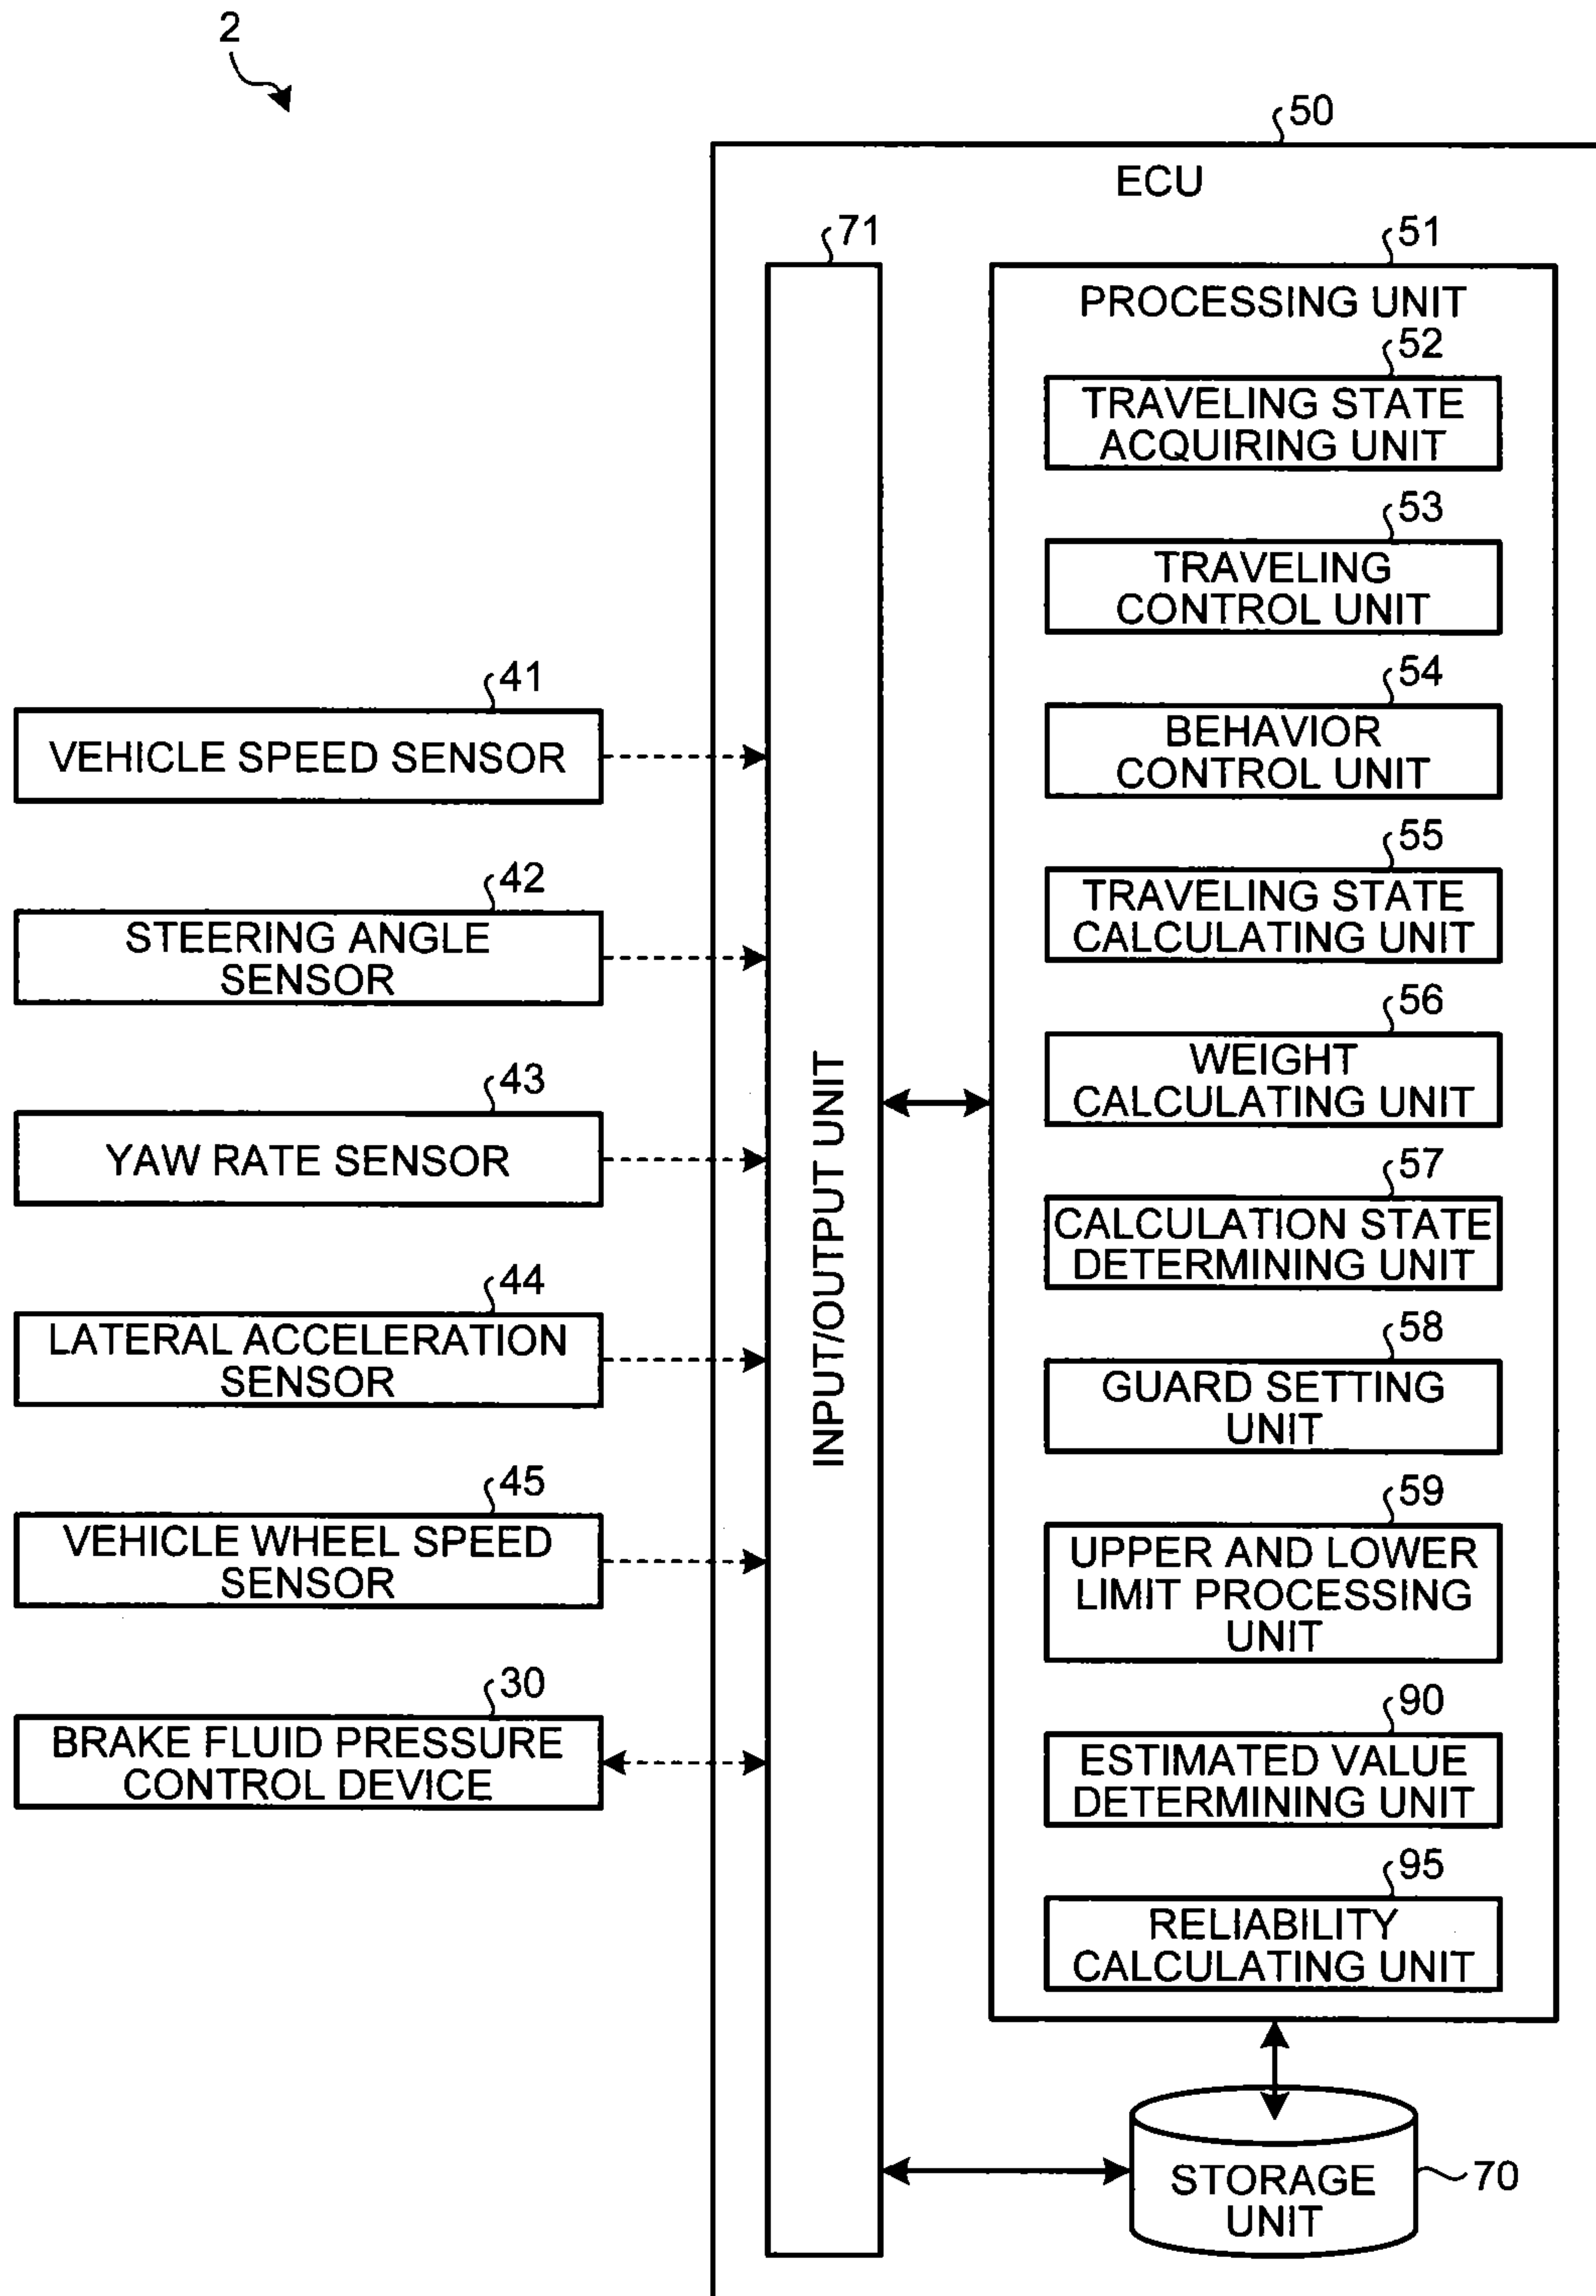 2
50
ECU
71
51
PROCESSING UNIT
52
TRAVELING STATE
ACQUIRING UNIT
53
TRAVELING
CONTROL UNIT
41
VEHICLE SPEED SENSOR
54
BEHAVIOR
CONTROL UNIT
42
STEERING ANGLE
SENSOR
55
TRAVELING STATE
CALCULATING UNIT
43
YAW RATE SENSOR
INPUT/OUTPUT UNIT
56
WEIGHT
CALCULATING UNIT
44
LATERAL ACCELERATION
SENSOR
57
CALCULATION STATE
DETERMINING UNIT
58
GUARD SETTING
UNIT
45
VEHICLE WHEEL SPEED
SENSOR
59
UPPER AND LOWER
LIMIT PROCESSING
UNIT
30
BRAKE FLUID PRESSURE
CONTROL DEVICE
90
ESTIMATED VALUE
DETERMINING UNIT
95
RELIABILITY
CALCULATING UNIT
STORAGE
UNIT
70